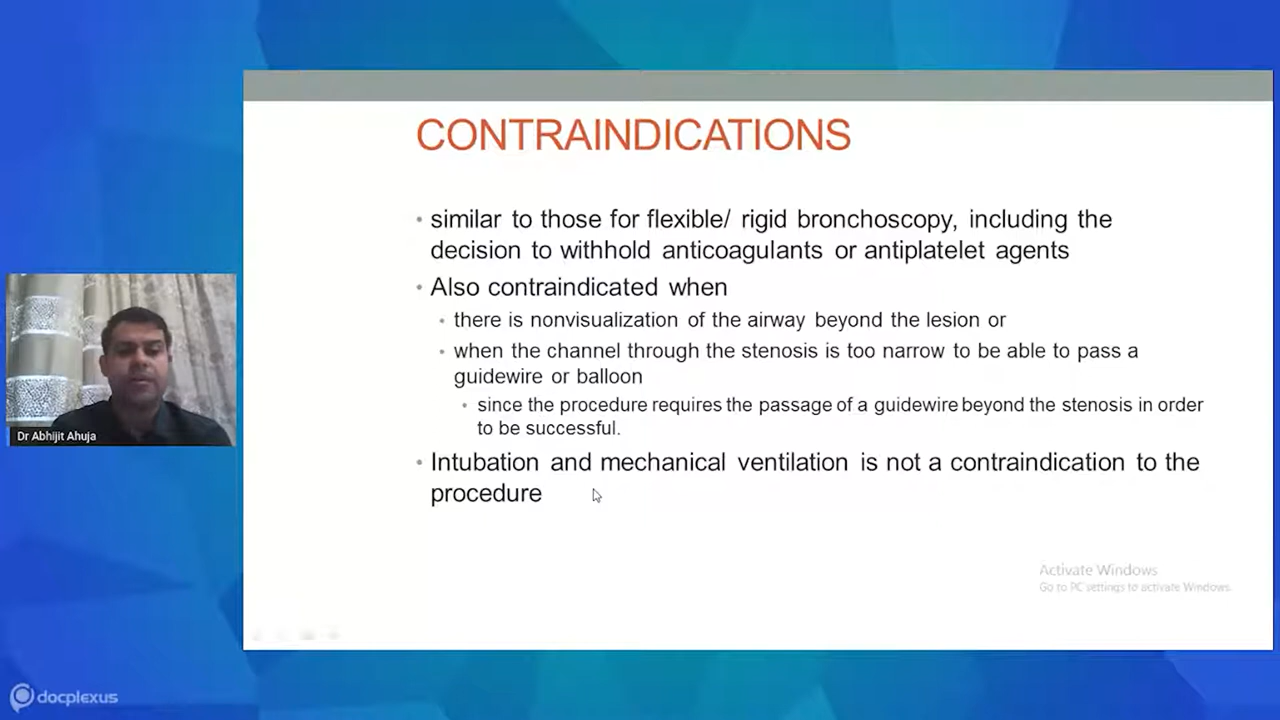 CONTRAINDICATIONS
• similar to those for flexible/ rigid bronchoscopy, including the
decision to withhold anticoagulants or antiplatelet agents
• Also contraindicated when
• there is nonvisualization of the airway beyond the lesion or
• when the channel through the stenosis is too narrow to be able to pass a
guidewire or balloon
• since the procedure requires the passage of a guidewire beyond the stenosis in order
to be successful.
• Intubation and mechanical ventilation is not a contraindication to the
procedure
Dr Abhijit Ahuja
Activate Windows
Go to PC settings to activate Windows.
docplexus